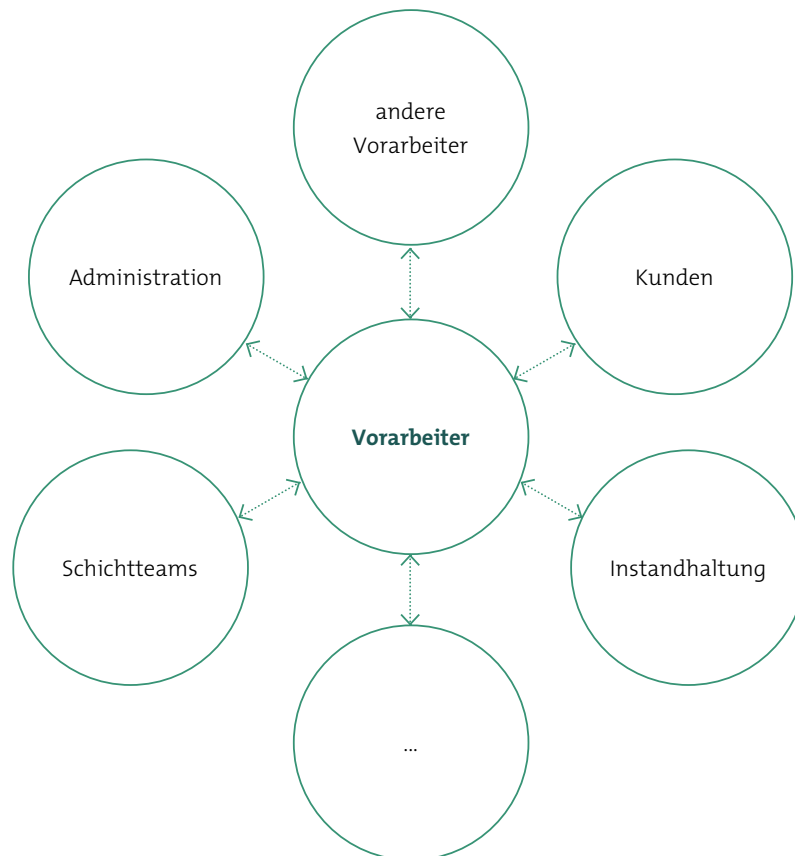 andere
Vorarbeiter
Administration
Kunden
Vorarbeiter
Schichtteams
Instandhaltung
...